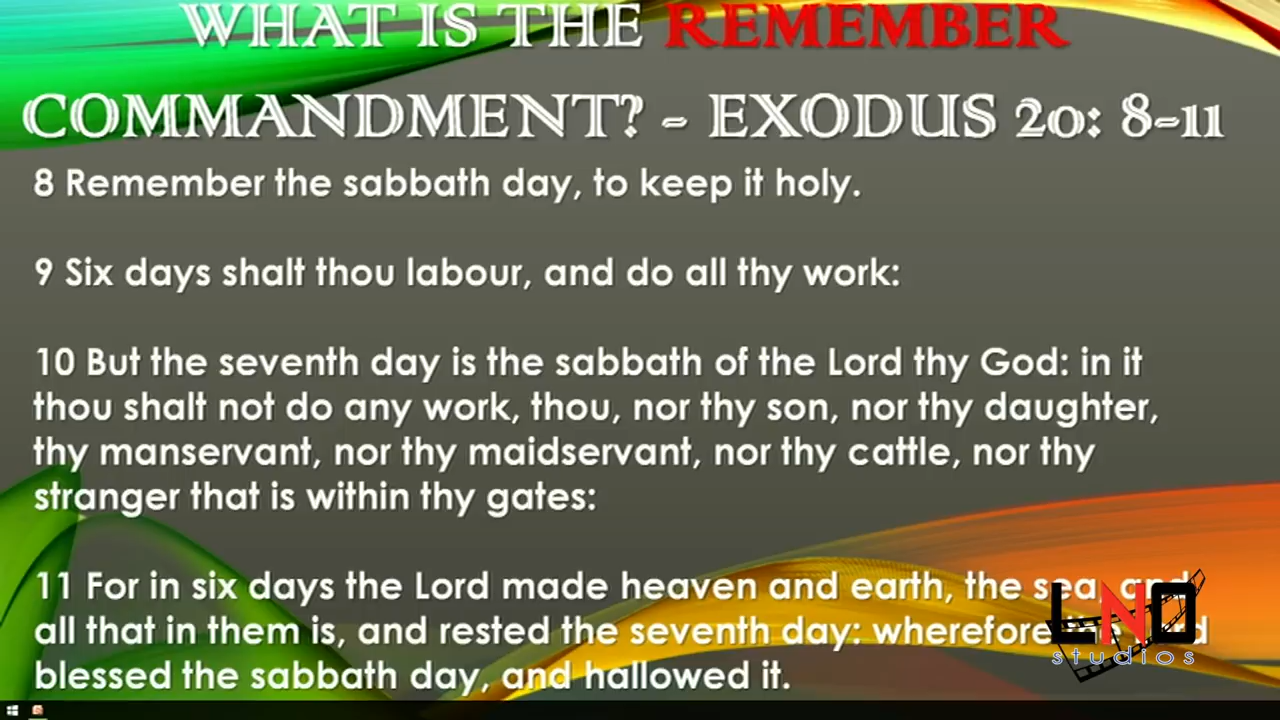 WHAT IS THE REMEMBER
COMMANDMENT? - EXODUS 20: 8-11
8 Remember the sabbath day, to keep it holy.
9 Six days shalt thou labour, and do all thy work:
10 But the seventh day is the sabbath of the Lord thy God: in it
thou shalt not do any work, thou, nor thy son, nor thy daughter,
thy manservant, nor thy maidservant, nor thy cattle, nor thy
stranger that is within thy gates:
11 For in six days the Lord made heaven and earth, the sea, and
all that in them is, and rested the seventh day: wherefore
blessed the sabbath day, and hallowed it.
LNO
studios